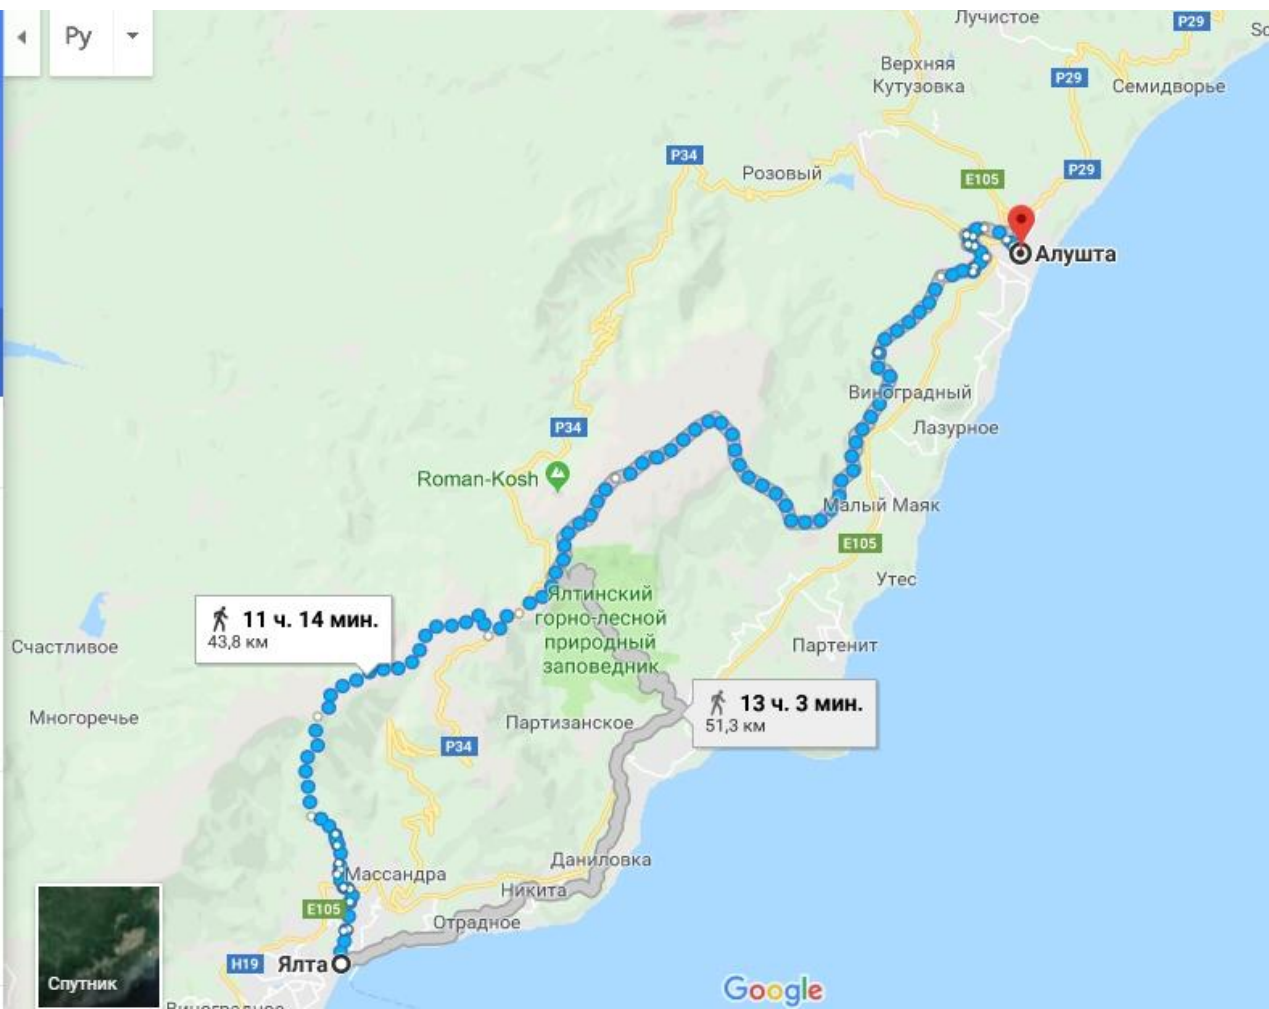 Ру
Лучистое
P29
Верхняя
Кутузовка
P29
Семидворье
P34
Розовый
E105
P29
Алушта
Виноградный
P34
Лазурное
Roman-Kosh
Малый Маяк
E105
Утес
Ялтинский
горно-лесной
природный
заповедник
11 ч. 14 мин.
43,8 км
Счастливое
Партенит
13 ч. 3 мин.
51,3 км
Многоречье
Партизанское
P34
Даниловка
Массандра
Никита
E105
Отрадное
H19
Ялта
Спутник
Google